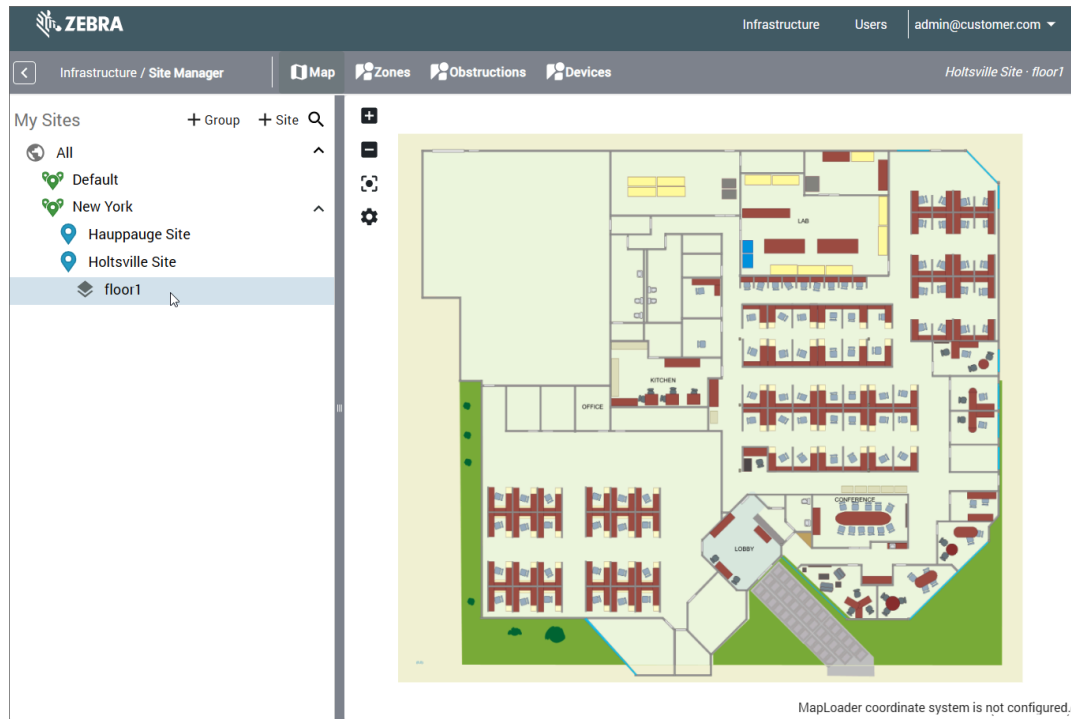 ZEBRA
Infrastructure Users admin@customer.com
Infrastructure / Site Manager Map Zones Obstructions Devices Holtsville Site · floor1
My Sites + Group + Site
All
Default
New York
Hauppauge Site
Holtsville Site
floor1
LAB
KITCHEN
OFFICE
CONFERENCE
LOBBY
MapLoader coordinate system is not configured.